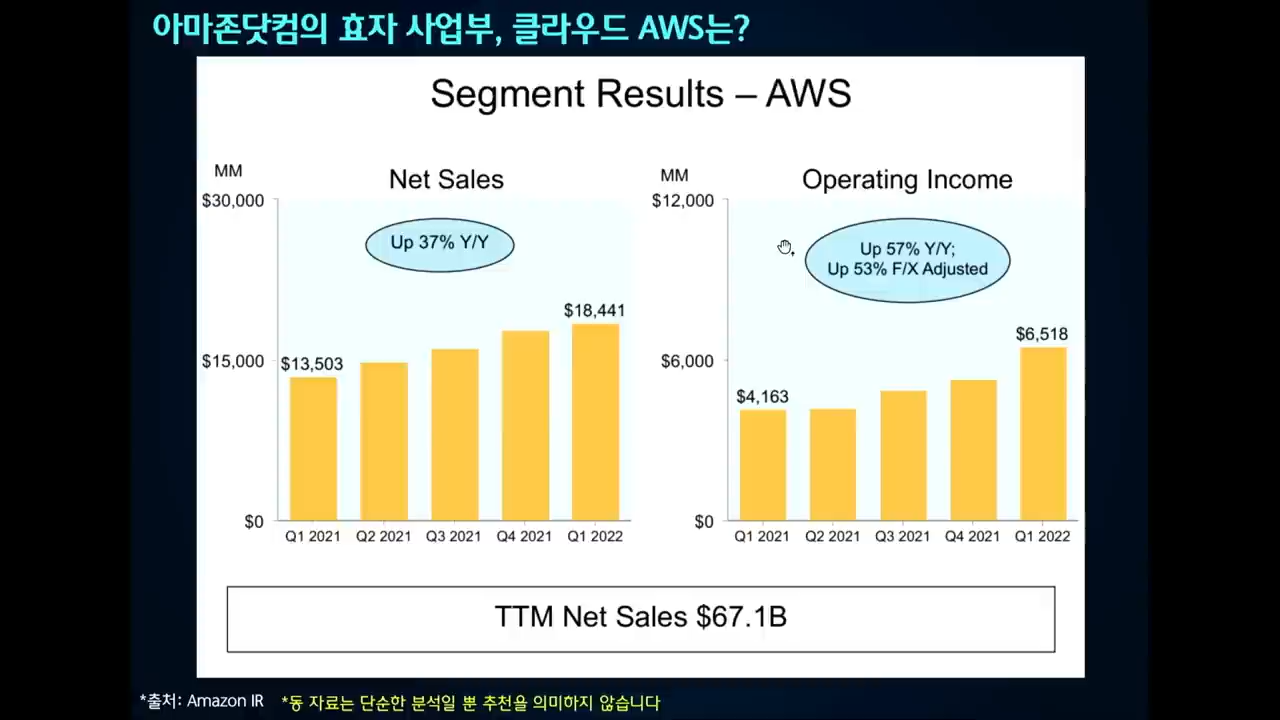 아마존닷컴의 효자 사업부, 클라우드 AWS는?
Segment Results – AWS
MM
Net Sales
$30,000
$15,000
$0
Up 37% Y/Y
$13,503
$18,441
Q1 2021 Q2 2021 Q3 2021 Q4 2021 Q1 2022
MM
Operating Income
$12,000
$6,000
$0
Up 57% Y/Y;
Up 53% F/X Adjusted
$4,163
$6,518
Q1 2021 Q2 2021 Q3 2021 Q4 2021 Q1 2022
TTM Net Sales $67.1B
*출처: Amazon IR *동 자료는 단순한 분석일 뿐 추천을 의미하지 않습니다